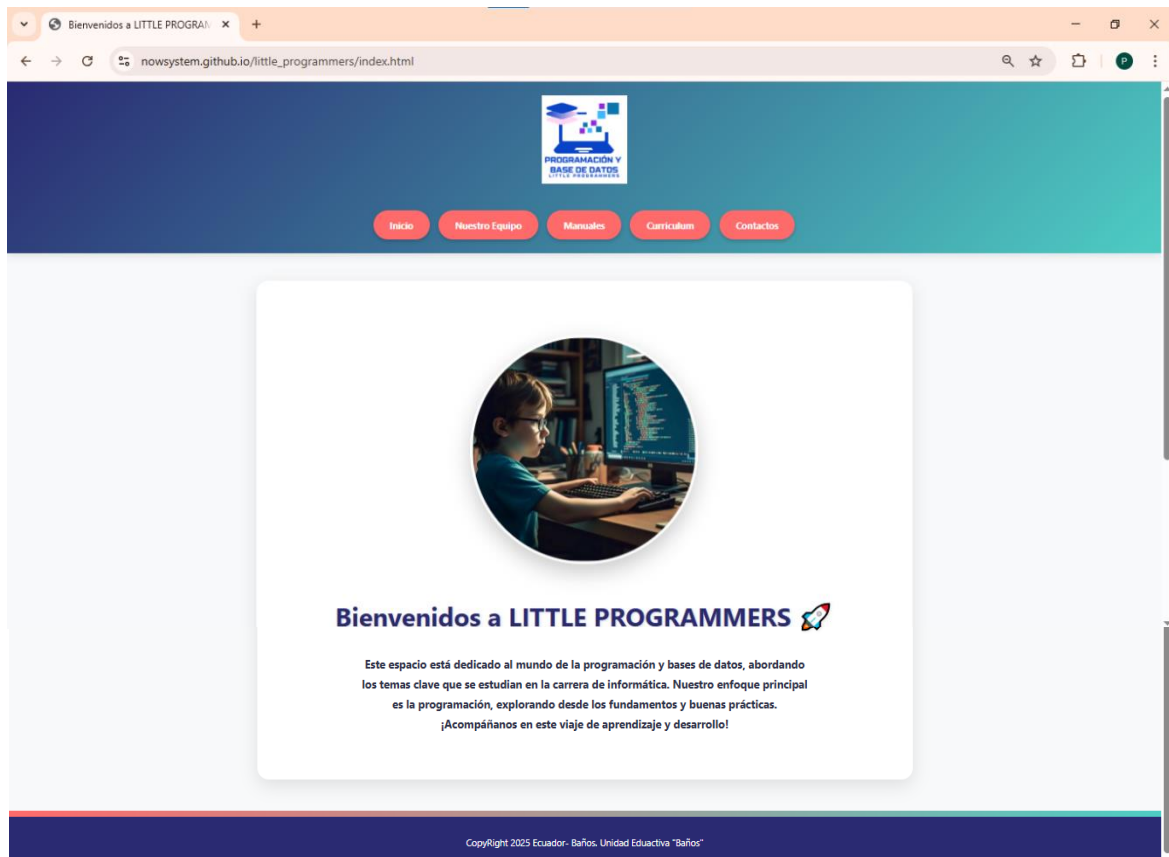 Bienvenidos a LITTLE PROGRAM
nowsystem.github.io/little_programmers/index.html
P
PROGRAMACIÓN Y
BASE DE DATOS
LITTLE PROGRAMMERS
Inicio
Nuestro Equipo
Manuales
Curriculum
Contactos
Bienvenidos a LITTLE PROGRAMMERS 🚀
Este espacio está dedicado al mundo de la programación y bases de datos, abordando
los temas clave que se estudian en la carrera de informática. Nuestro enfoque principal
es la programación, explorando desde los fundamentos y buenas prácticas.
¡Acompáñanos en este viaje de aprendizaje y desarrollo!
CopyRight 2025 Ecuador- Baños. Unidad Eduactiva "Baños"